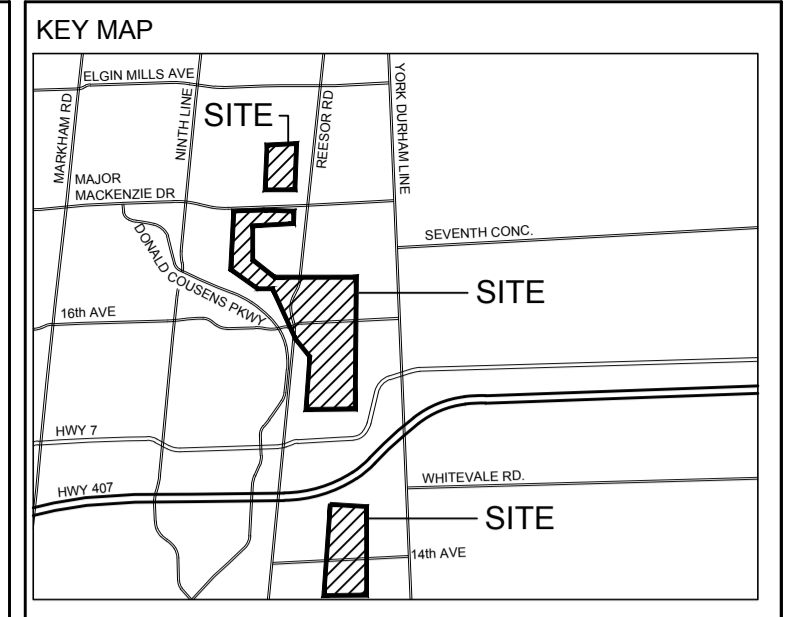 KEY MAP
ELGIN MILLS AVE
MARKHAM RD
NINTH LINE
SITE
REESOR RD
YORK DURHAM LINE
MAJOR
MACKENZIE DR
SEVENTH CONC.
DONALD COUSENS PKWY
SITE
16th AVE
HWY 7
HWY 407
WHITEVALE RD.
SITE
14th AVE